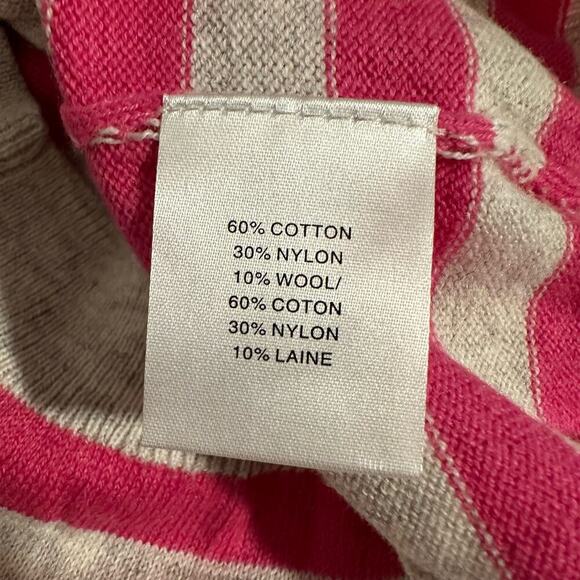 60% COTTON
30% NYLON
10% WOOL/
60% COTON
30% NYLON
10% LAINE